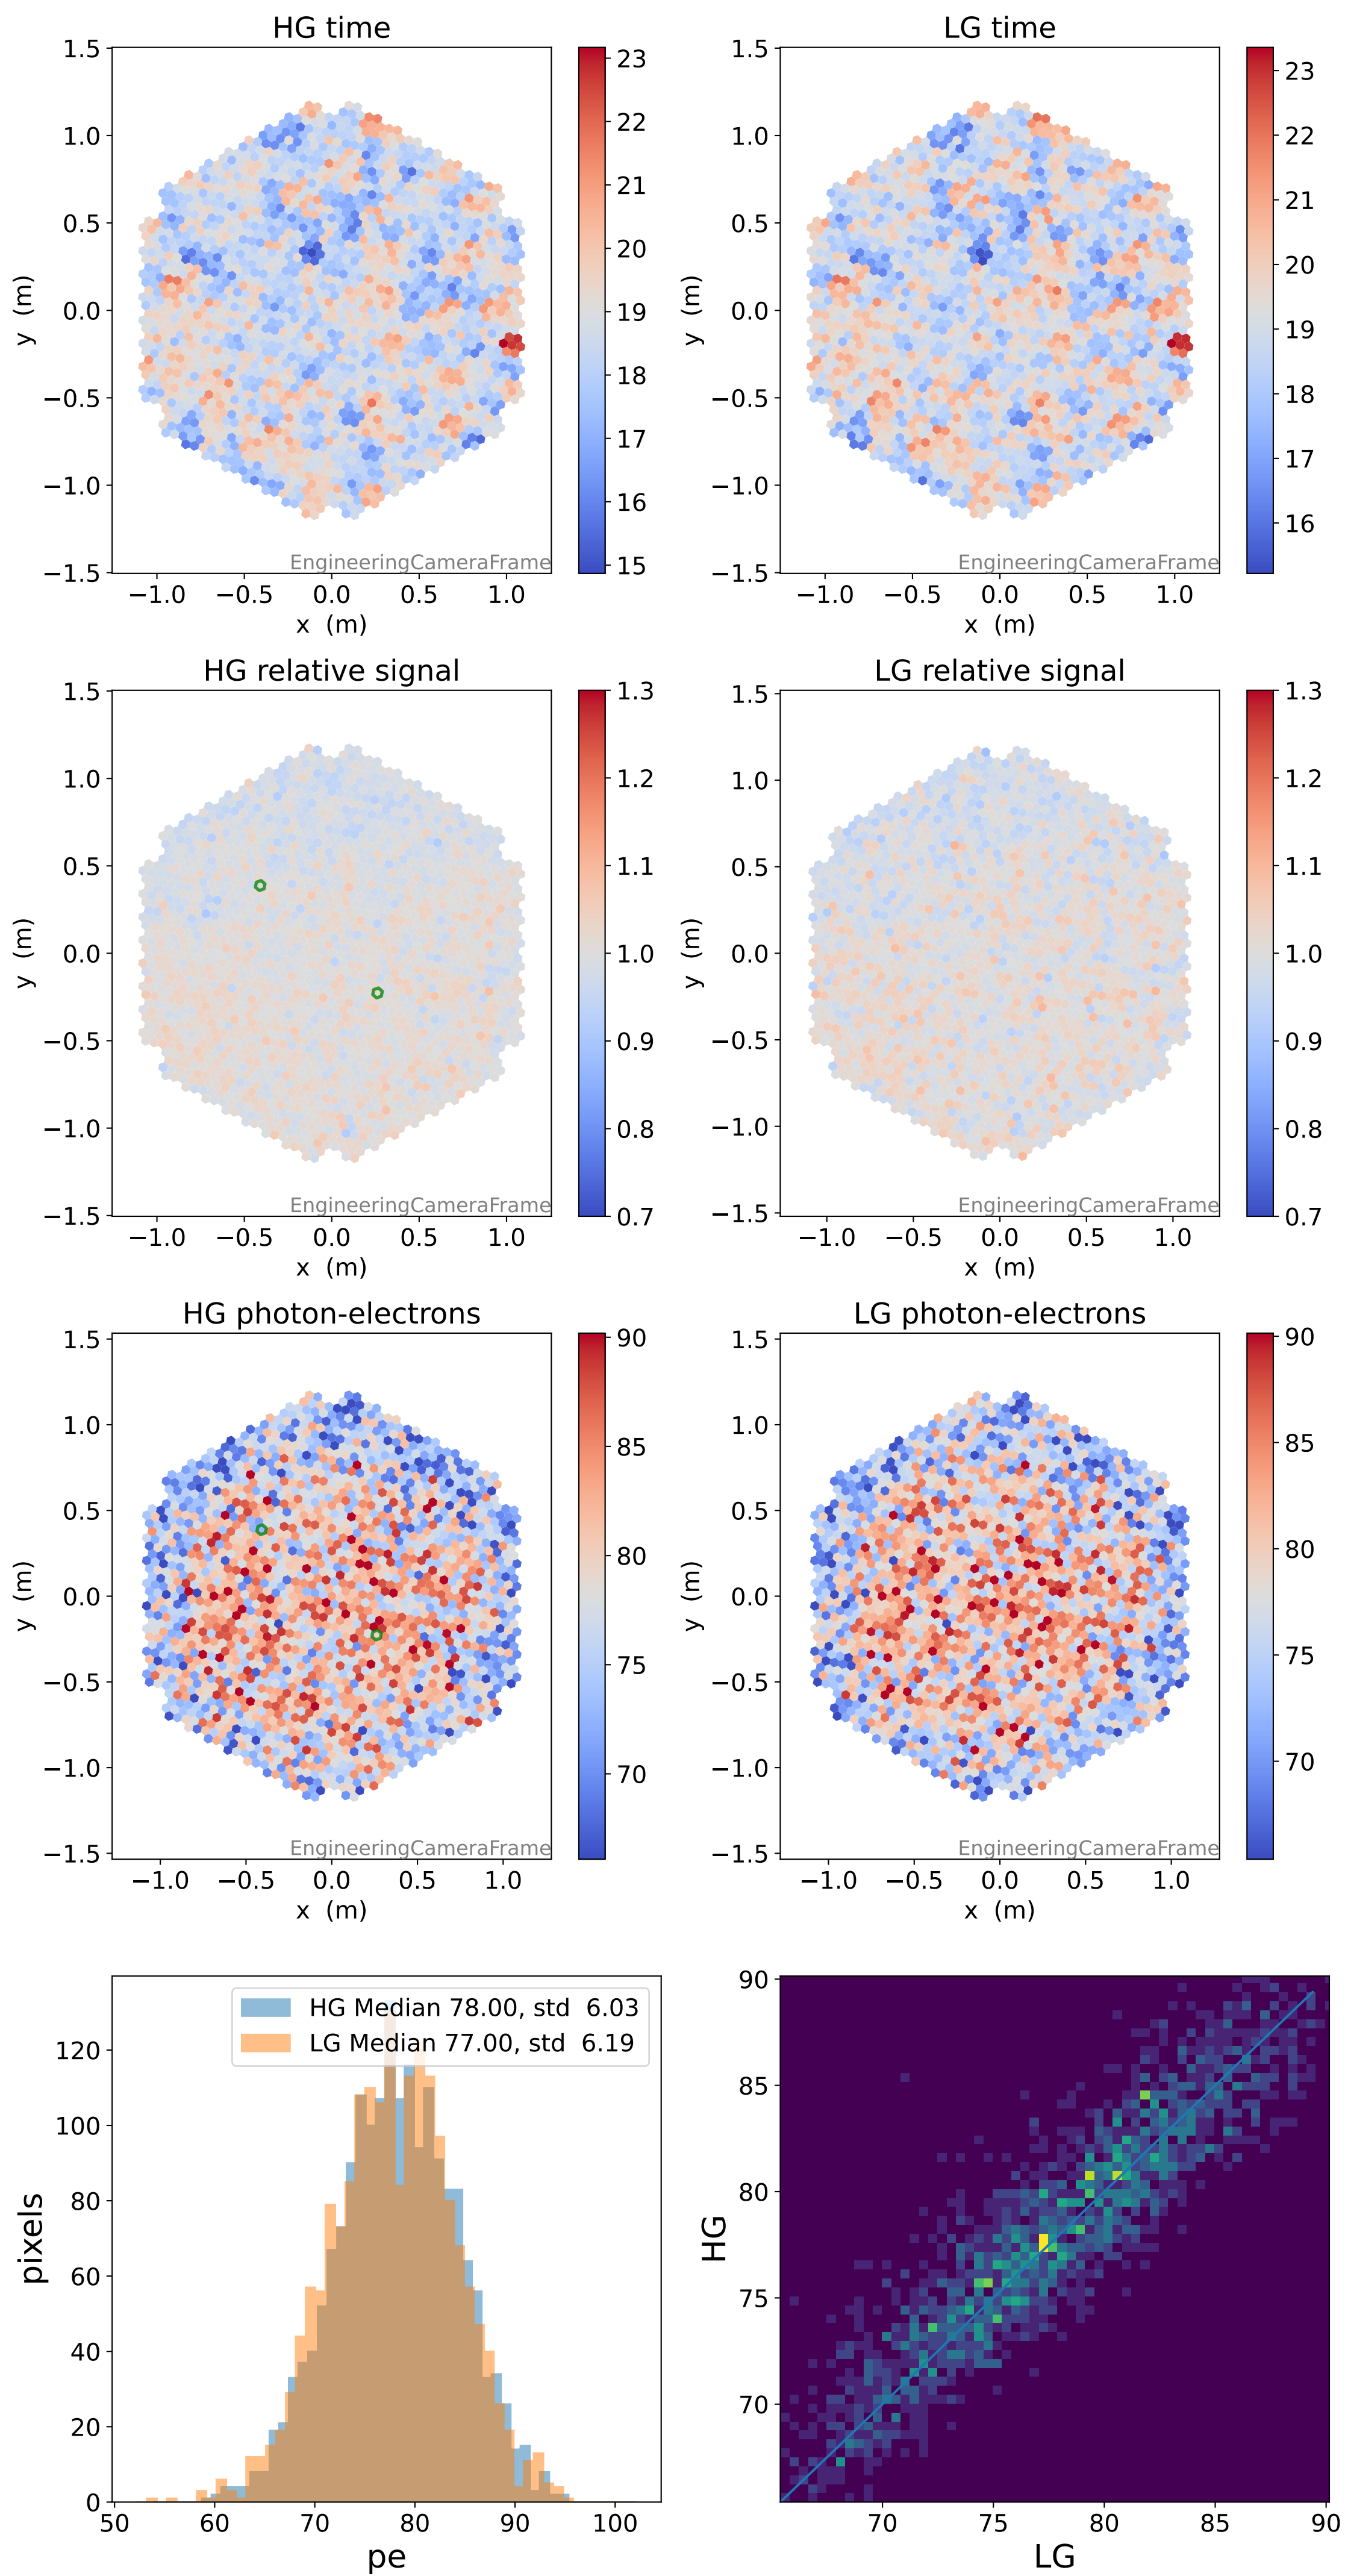 HG time
1.5
1.0
0.5
0.0
−0.5
−1.0
−1.5
y (m)
−1.0 −0.5 0.0 0.5 1.0
x (m)
EngineeringCameraFrame
23
22
21
20
19
18
17
16
15
LG time
1.5
1.0
0.5
0.0
−0.5
−1.0
−1.5
y (m)
−1.0 −0.5 0.0 0.5 1.0
x (m)
EngineeringCameraFrame
23
22
21
20
19
18
17
16
HG relative signal
1.5
1.0
0.5
0.0
−0.5
−1.0
−1.5
y (m)
−1.0 −0.5 0.0 0.5 1.0
x (m)
EngineeringCameraFrame
1.3
1.2
1.1
1.0
0.9
0.8
0.7
LG relative signal
1.5
1.0
0.5
0.0
−0.5
−1.0
−1.5
y (m)
−1.0 −0.5 0.0 0.5 1.0
x (m)
EngineeringCameraFrame
1.3
1.2
1.1
1.0
0.9
0.8
0.7
HG photon-electrons
1.5
1.0
0.5
0.0
−0.5
−1.0
−1.5
y (m)
−1.0 −0.5 0.0 0.5 1.0
x (m)
EngineeringCameraFrame
90
85
80
75
70
LG photon-electrons
1.5
1.0
0.5
0.0
−0.5
−1.0
−1.5
y (m)
−1.0 −0.5 0.0 0.5 1.0
x (m)
EngineeringCameraFrame
90
85
80
75
70
HG Median 78.00, std 6.03
LG Median 77.00, std 6.19
120
100
80
60
40
20
0
pixels
50 60 70 80 90 100
pe
90
85
80
75
70
HG
70 75 80 85 90
LG